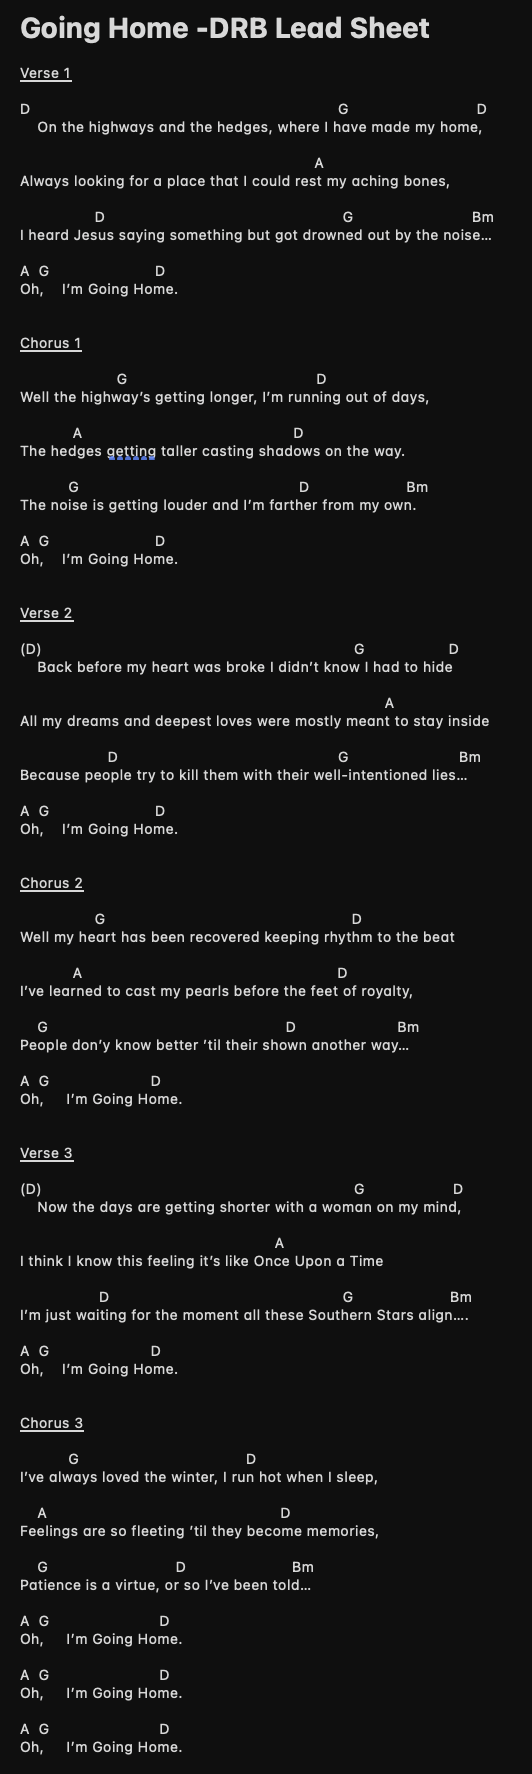 Going Home -DRB Lead Sheet
Verse 1
D G D
On the highways and the hedges, where I have made my home,
A
Always looking for a place that I could rest my aching bones,
D G Bm
I heard Jesus saying something but got drowned out by the noise…
A G D
Oh, I’m Going Home.
Chorus 1
G D
Well the highway’s getting longer, I’m running out of days,
A D
The hedges getting taller casting shadows on the way.
G D Bm
The noise is getting louder and I’m farther from my own.
A G D
Oh, I’m Going Home.
Verse 2
(D) G D
Back before my heart was broke I didn’t know I had to hide
A
All my dreams and deepest loves were mostly meant to stay inside
D G Bm
Because people try to kill them with their well-intentioned lies…
A G D
Oh, I’m Going Home.
Chorus 2
G D
Well my heart has been recovered keeping rhythm to the beat
A D
I’ve learned to cast my pearls before the feet of royalty,
G D Bm
People don’y know better ’til their shown another way…
A G D
Oh, I’m Going Home.
Verse 3
(D) G D
Now the days are getting shorter with a woman on my mind,
A
I think I know this feeling it’s like Once Upon a Time
D G Bm
I’m just waiting for the moment all these Southern Stars align….
A G D
Oh, I’m Going Home.
Chorus 3
G D
I’ve always loved the winter, I run hot when I sleep,
A D
Feelings are so fleeting ’til they become memories,
G D Bm
Patience is a virtue, or so I’ve been told…
A G D
Oh, I’m Going Home.
A G D
Oh, I’m Going Home.
A G D
Oh, I’m Going Home.